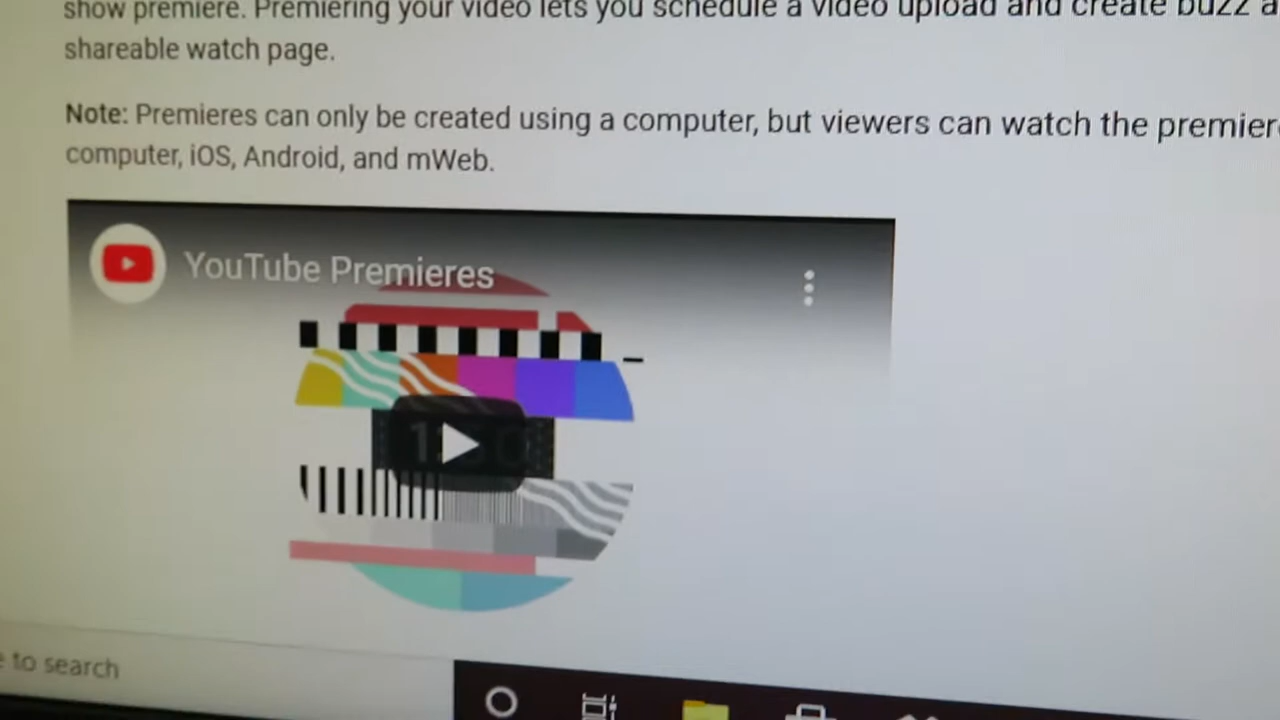 show premiere. Premiering your video lets you schedule a video upload and create buzz a
shareable watch page.
Note: Premieres can only be created using a computer, but viewers can watch the premiere
computer, iOS, Android, and mWeb.
YouTube Premieres
e to search